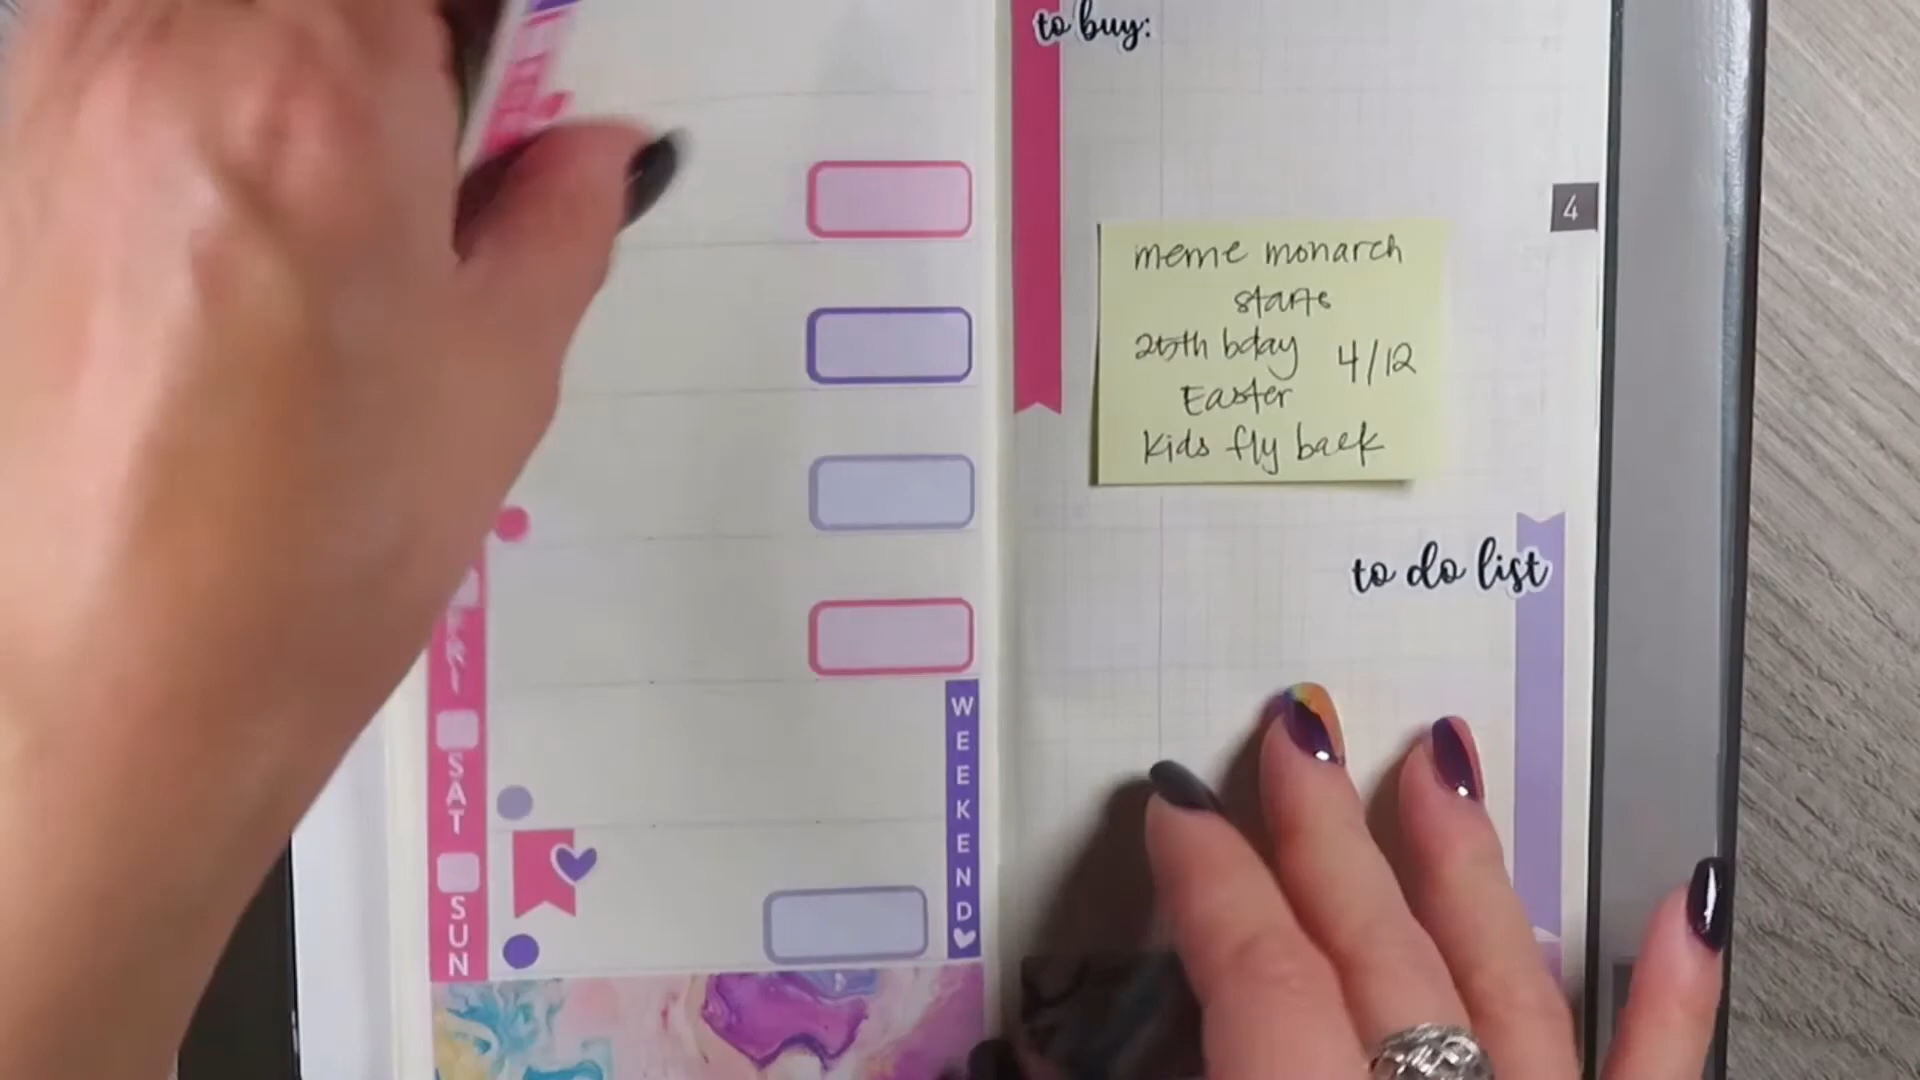 to buy:
4
meme monarch
starts
25th bday 4/12
Easter
Kids fly back
to do list
FRI
SAT
SUN
WEEKEND